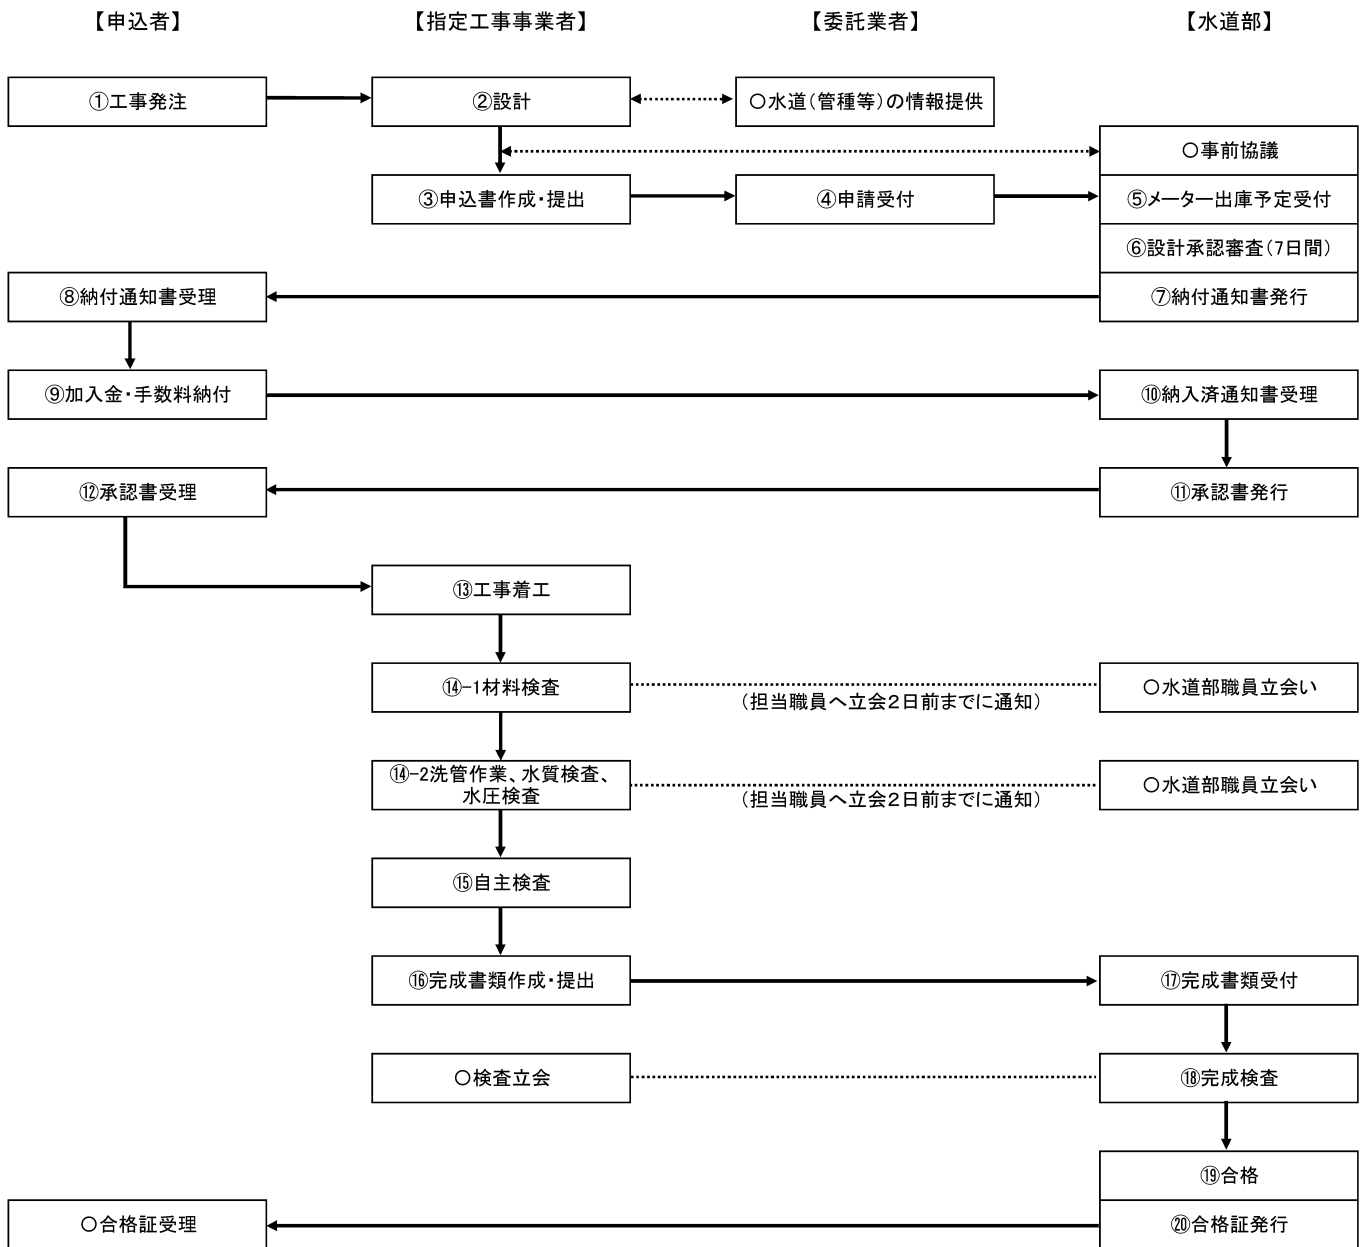 【申込者】 【指定工事事業者】 【委託業者】 【水道部】
①工事発注 ②設計 ○水道(管種等)の情報提供
○事前協議
③申込書作成・提出 ④申請受付 ⑤メーター出庫予定受付
⑥設計承認審査(7日間)
⑧納付通知書受理 ⑦納付通知書発行
⑨加入金・手数料納付 ⑩納入済通知書受理
⑫承認書受理 ⑪承認書発行
⑬工事着工
⑭-1材料検査 (担当職員へ立会2日前までに通知) ○水道部職員立会い
⑭-2洗管作業、水質検査、
水圧検査 (担当職員へ立会2日前までに通知) ○水道部職員立会い
⑮自主検査
⑯完成書類作成・提出 ⑰完成書類受付
○検査立会 ⑱完成検査
⑲合格
○合格証受理 ⑳合格証発行